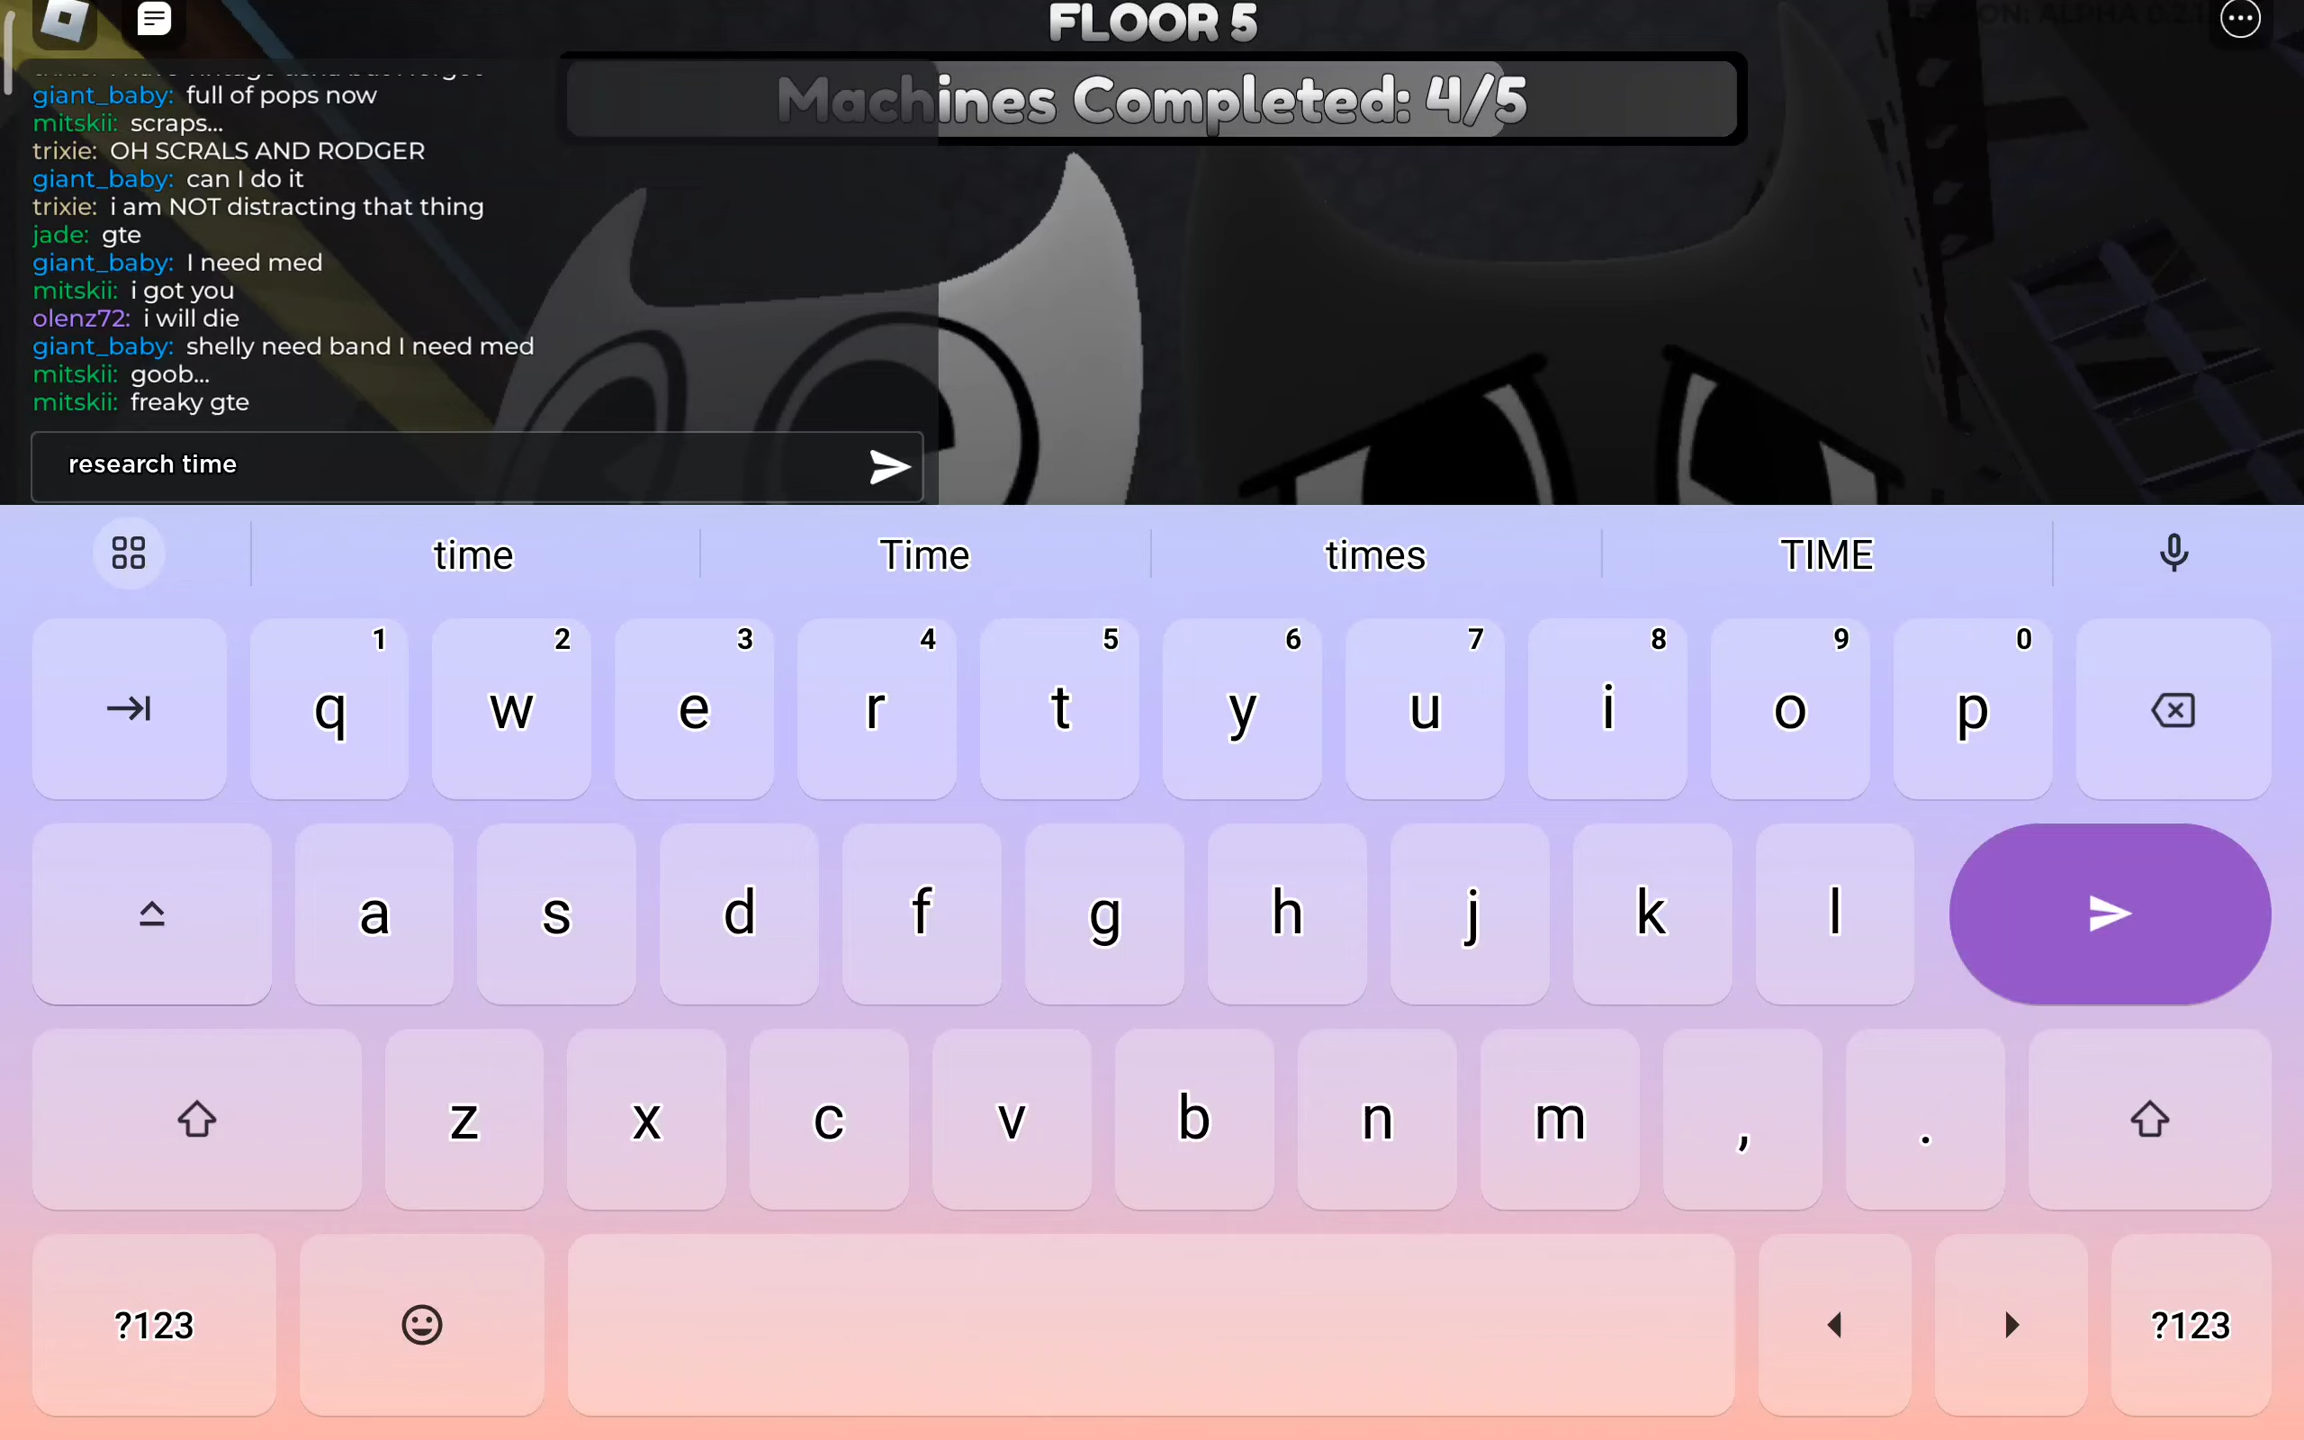 FLOOR 5
Machines Completed: 4/5
giant_baby: full of pops now
mitskii: scraps...
trixie: OH SCRALS AND RODGER
giant_baby: can I do it
trixie: i am NOT distracting that thing
jade: gte
giant_baby: I need med
mitskii: i got you
olenz72: i will die
giant_baby: shelly need band I need med
mitskii: goob...
mitskii: freaky gte
research time
time Time times TIME
1 2 3 4 5 6 7 8 9 0
q w e r t y u i o p
a s d f g h j k l
z x c v b n m , .
?123 ?123